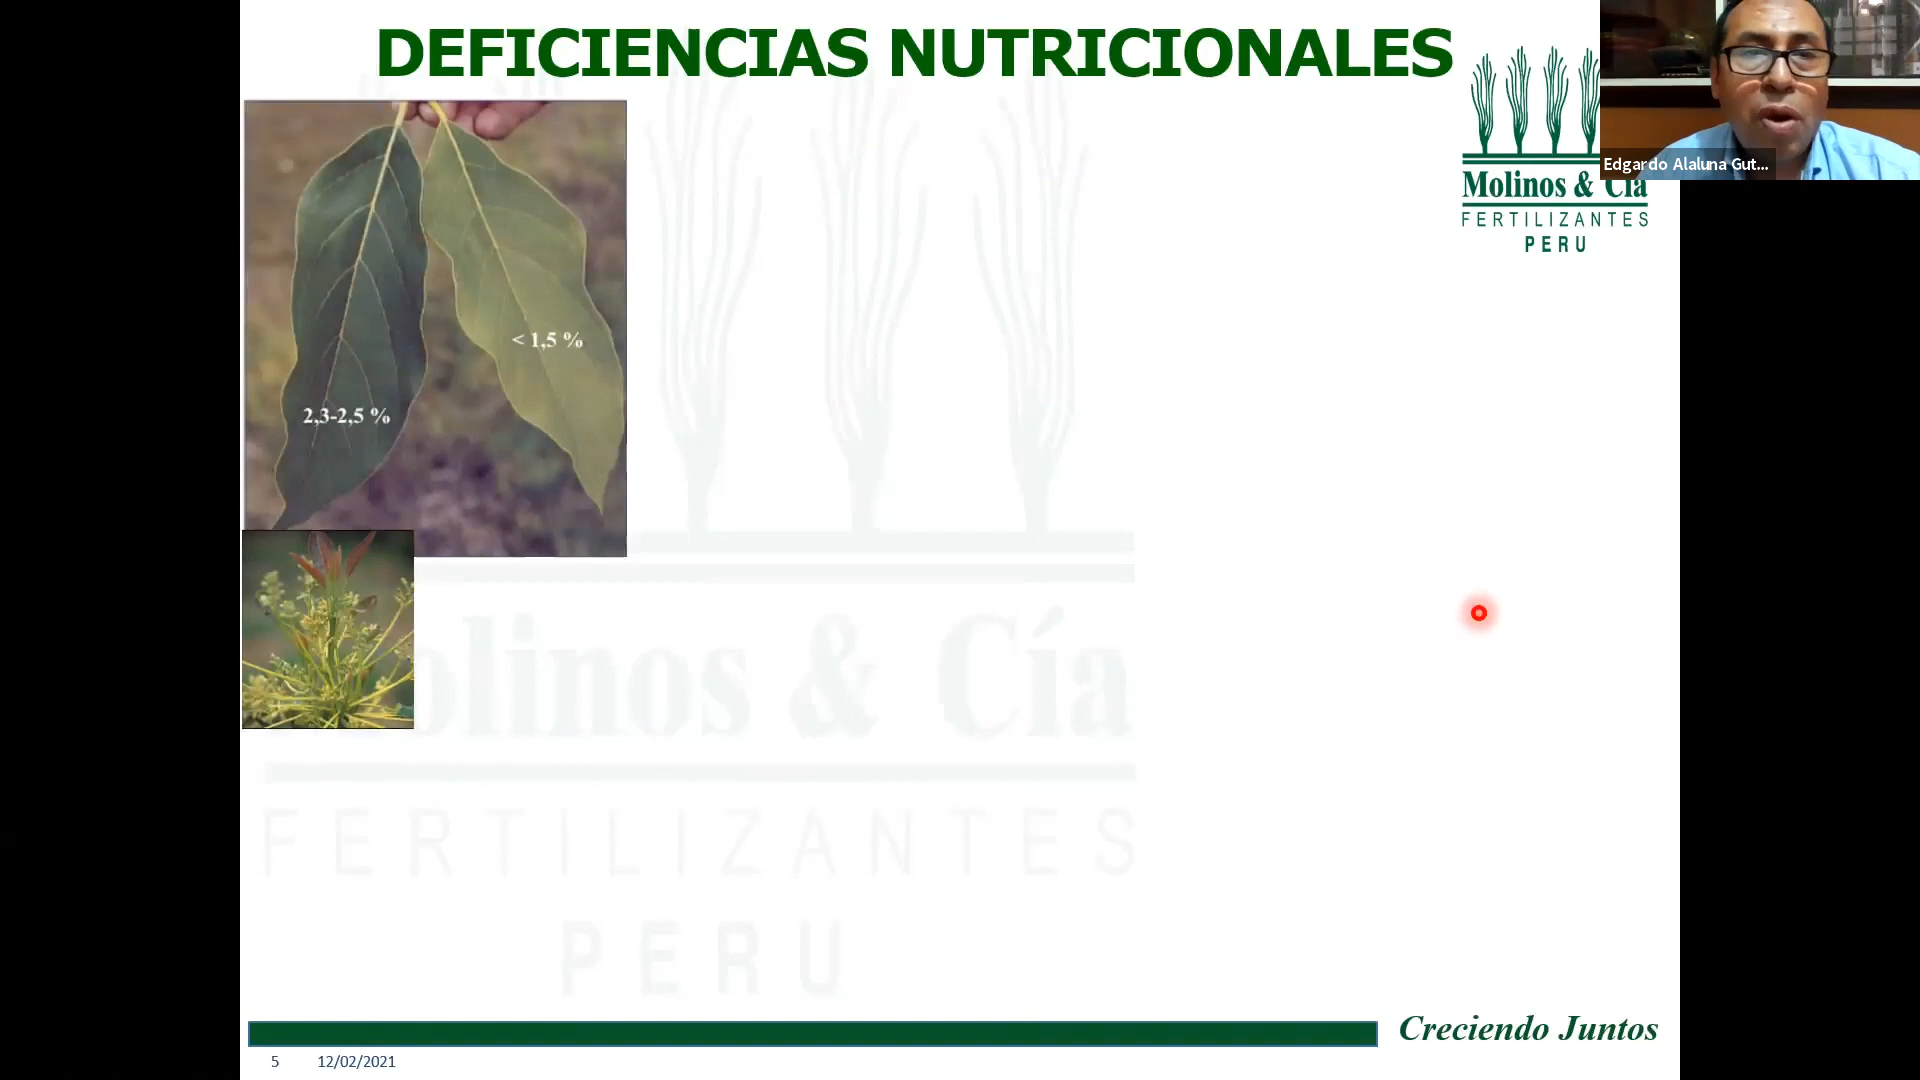 DEFICIENCIAS NUTRICIONALES
Edgardo Alaluna Gut...
Molinos & Cía
FERTILIZANTES
PERU
< 1,5 %
2,3-2,5 %
Molinos & Cía
FERTILIZANTES
PERU
Creciendo Juntos
5 12/02/2021